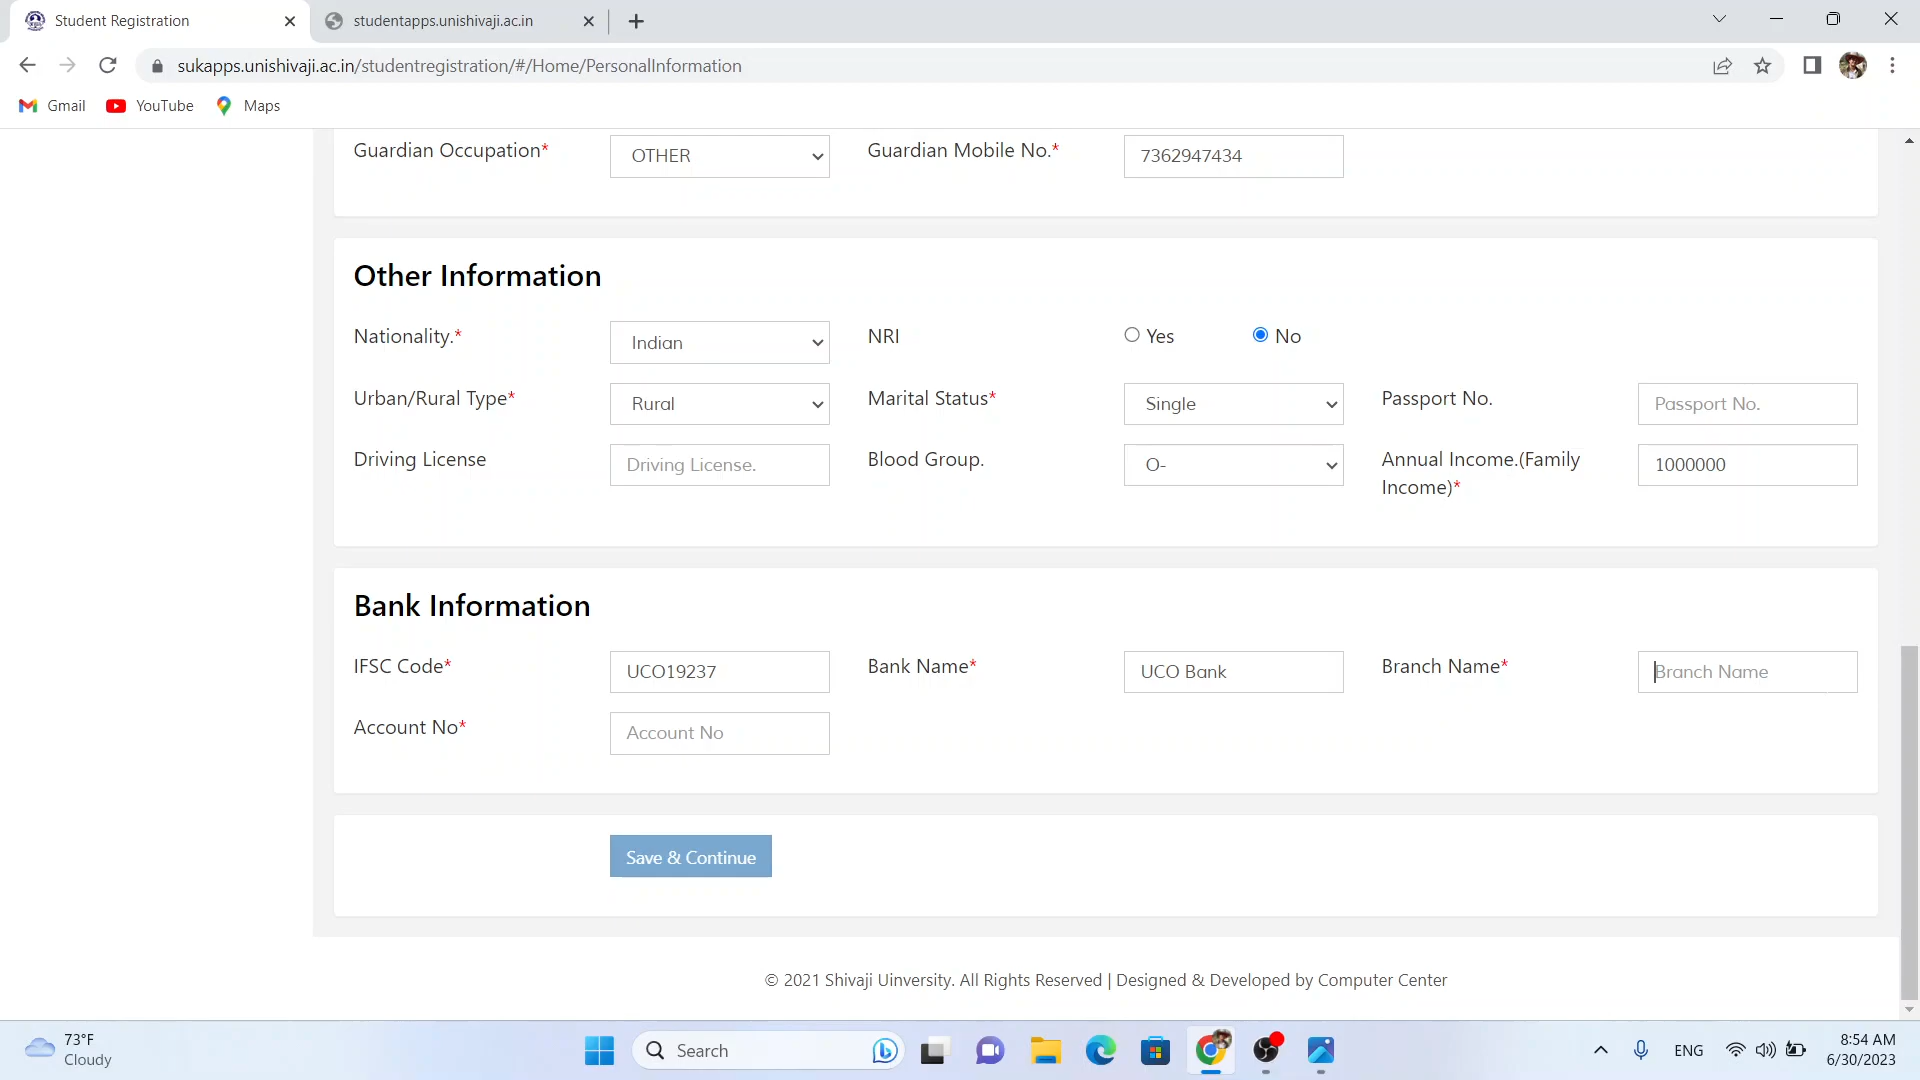 Student Registration
studentapps.unishivaji.ac.in
sukapps.unishivaji.ac.in/studentregistration/#/Home/PersonalInformation
Gmail YouTube Maps
Guardian Occupation* OTHER Guardian Mobile No.* 7362947434
Other Information
Nationality.* Indian NRI Yes No
Urban/Rural Type* Rural Marital Status* Single Passport No. Passport No.
Driving License Driving License. Blood Group. O- Annual Income.(Family
Income)* 1000000
Bank Information
IFSC Code* UCO19237 Bank Name* UCO Bank Branch Name* Branch Name
Account No* Account No
Save & Continue
© 2021 Shivaji Uinversity. All Rights Reserved | Designed & Developed by Computer Center
73°F
Cloudy
Search
ENG
8:54 AM
6/30/2023